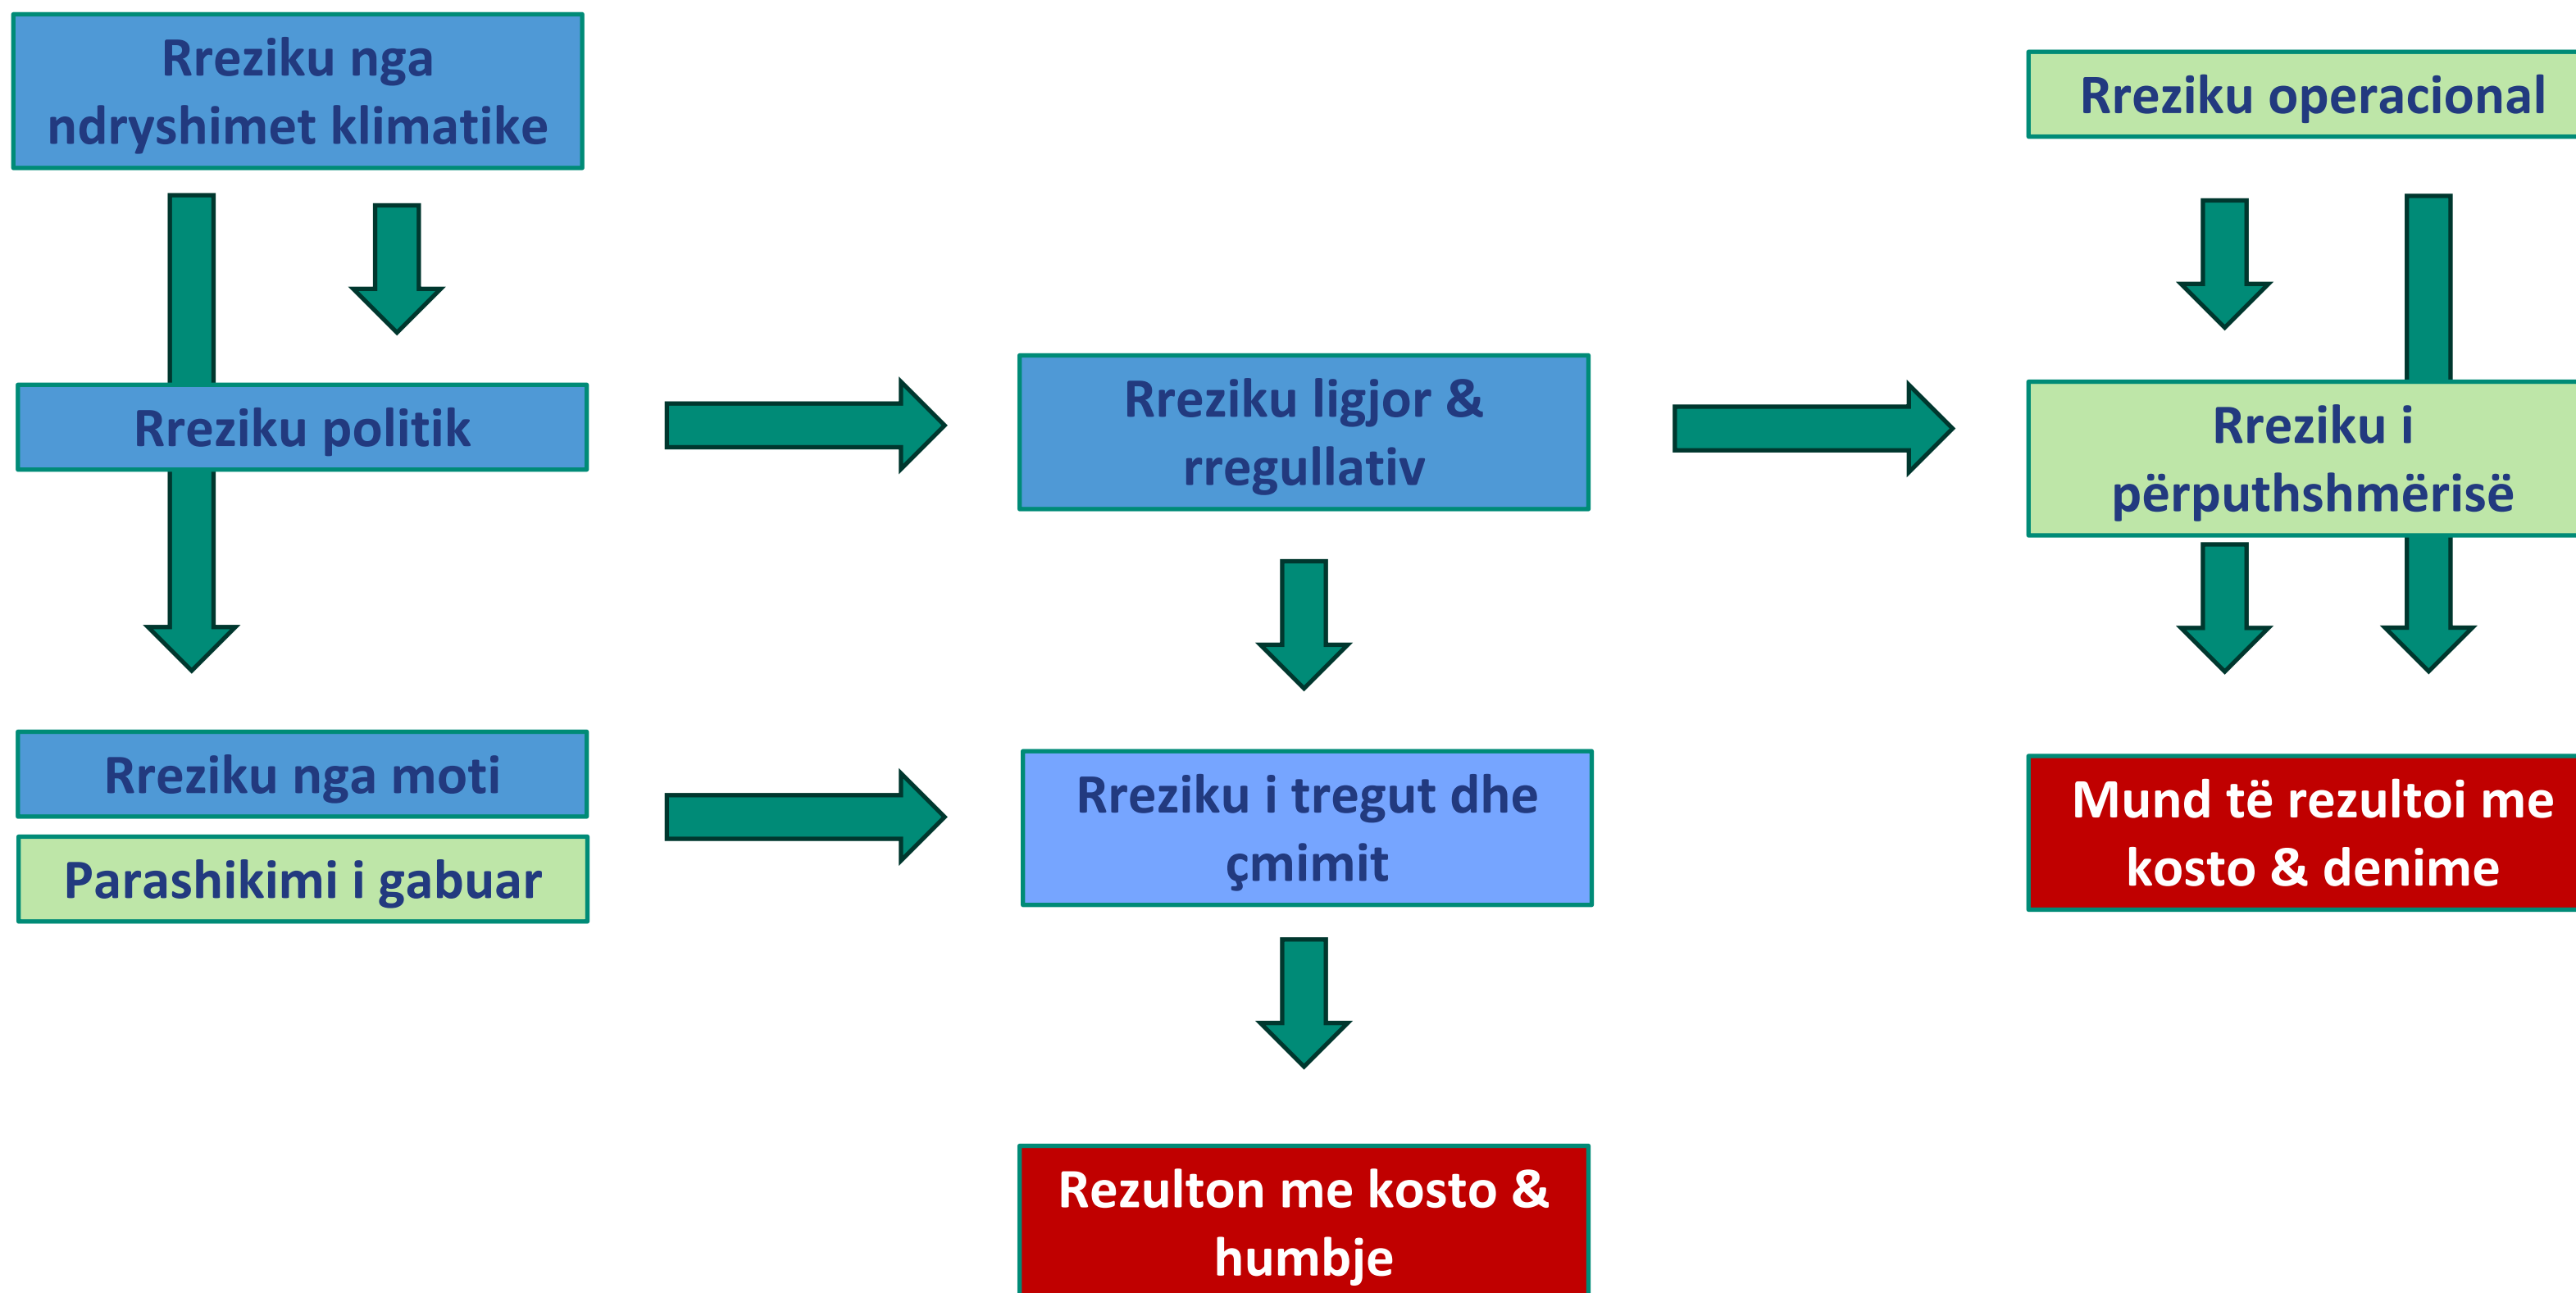 Rreziku nga
ndryshimet klimatike
Rreziku operacional
Rreziku politik
Rreziku ligjor &
rregullativ
Rreziku i
përputhshmërisë
Rreziku nga moti
Parashikimi i gabuar
Rreziku i tregut dhe
çmimit
Mund të rezultoi me
kosto & denime
Rezulton me kosto &
humbje